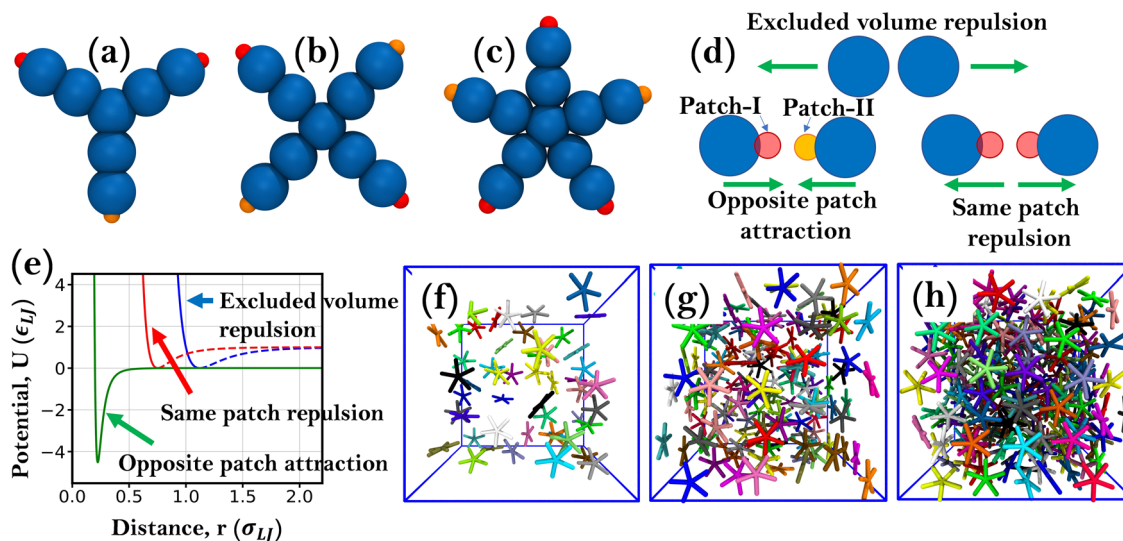 (a)
(b)
(c)
(d)
Excluded volume repulsion
Patch-I
Patch-II
Opposite patch
attraction
Same patch
repulsion
(e)
Potential, U (ϵLJ)
4
2
0
−2
−4
Excluded volume
repulsion
Same patch repulsion
Opposite patch attraction
0.0 0.5 1.0 1.5 2.0
Distance, r (σLJ)
(f)
(g)
(h)